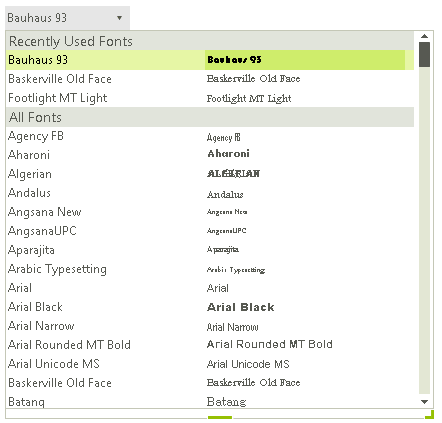 Bauhaus 93
Recently Used Fonts
Bauhaus 93 Bauhaus 93
Baskerville Old Face Baskerville Old Face
Footlight MT Light Footlight MT Light
All Fonts
Agency FB Agency FB
Aharoni Aharoni
Algerian ALGERIAN
Andalus Andalus
Angsana New Angsana New
AngsanaUPC AngsanaUPC
Aparajita Aparajita
Arabic Typesetting Arabic Typesetting
Arial Arial
Arial Black Arial Black
Arial Narrow Arial Narrow
Arial Rounded MT Bold Arial Rounded MT Bold
Arial Unicode MS Arial Unicode MS
Baskerville Old Face Baskerville Old Face
Batang Batang